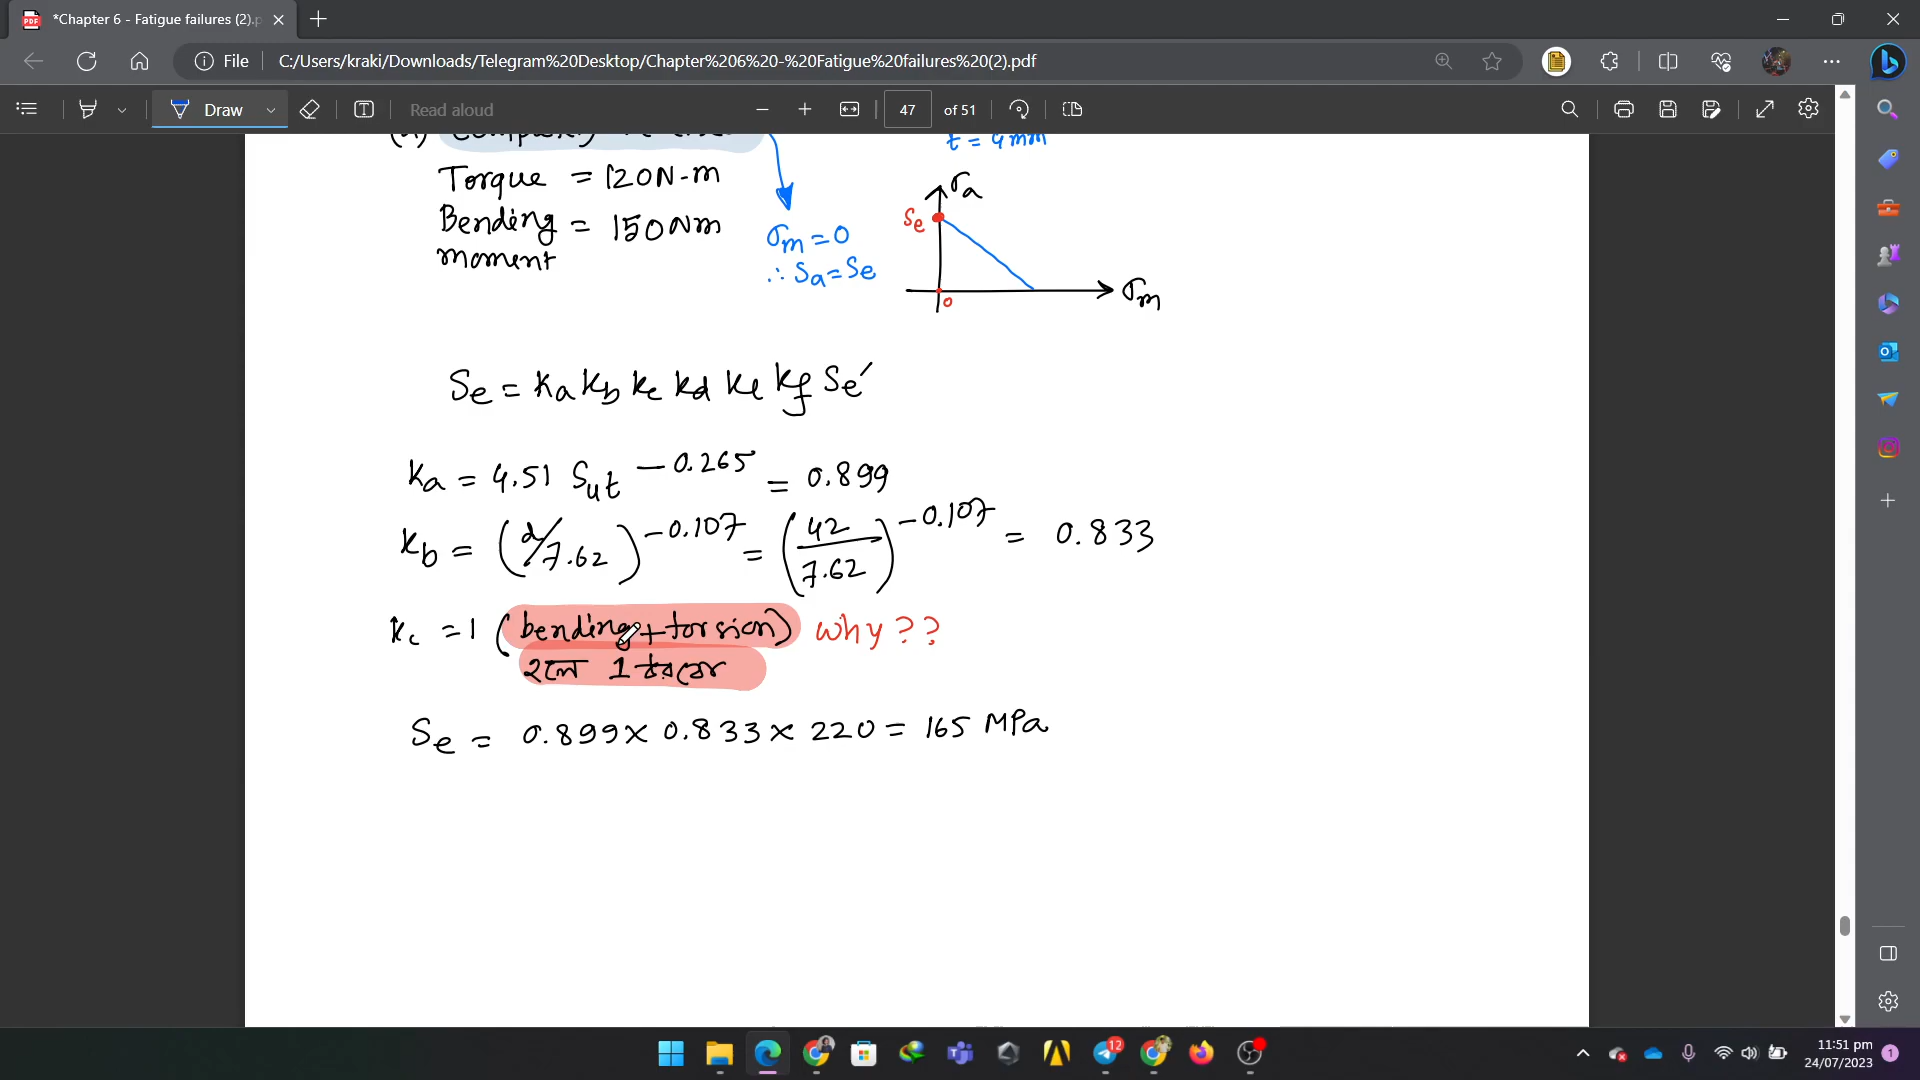 *Chapter 6 - Fatigue failures (2).p
File
C:/Users/kraki/Downloads/Telegram%20Desktop/Chapter%206%20-%20Fatigue%20failures%20(2).pdf
Draw
Read aloud
47 of 51
t = 4mm
Torque = 120N-m
Bending = 150Nm
moment
σm = 0
∴ Sa = Se
σa
Se
0
σm
Se = ka kb kc kd ke kf Se′
ka = 4.51 Sut −0.265 = 0.899
kb = (d/7.62)−0.107 = (42/7.62)−0.107 = 0.833
kc = 1 (bending + torsion) why??
Se = 0.899 × 0.833 × 220 = 165 MPa
12
11:51 pm
24/07/2023
1